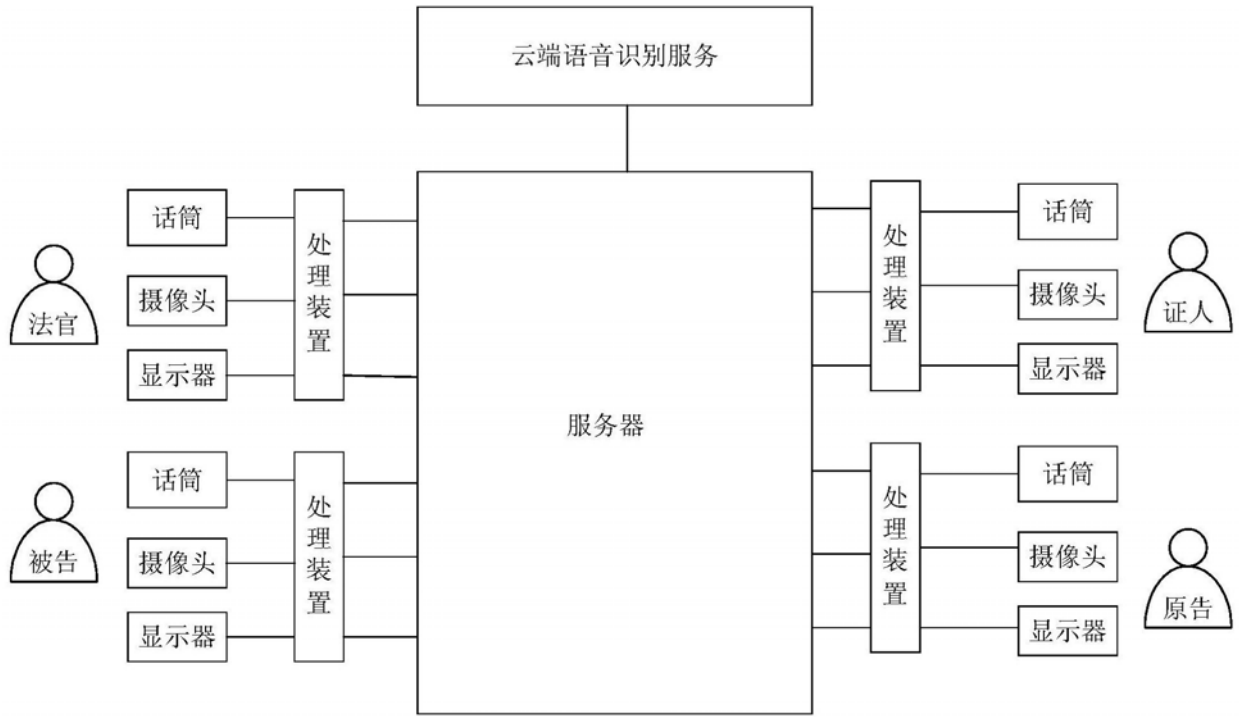 云端语音识别服务
话筒
摄像头
显示器
处理装置
法官
话筒
摄像头
显示器
处理装置
被告
服务器
处理装置
话筒
摄像头
显示器
证人
处理装置
话筒
摄像头
显示器
原告